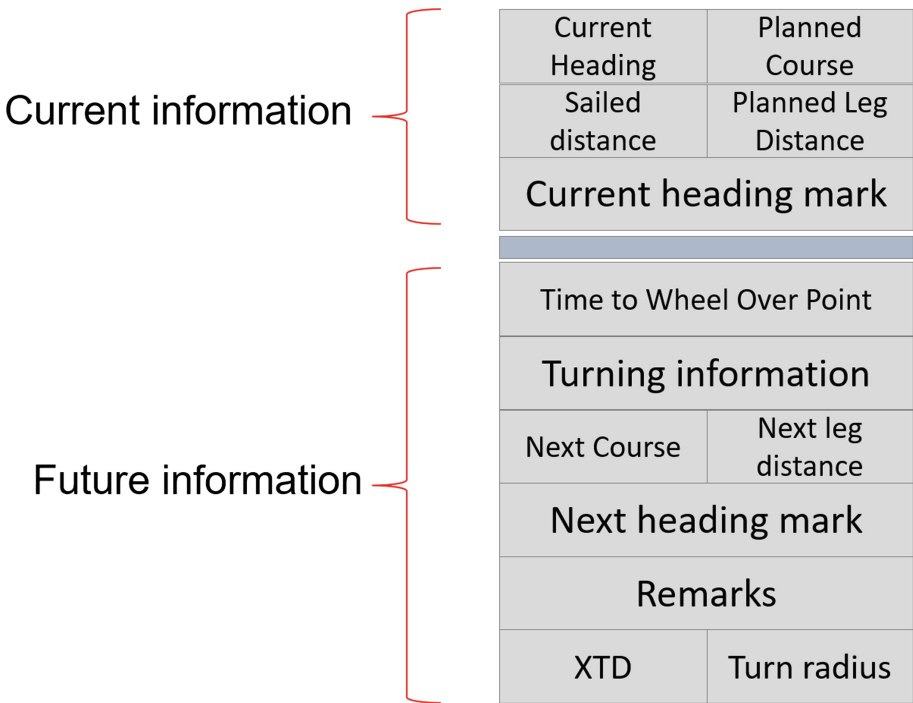 Current information
Current
Heading
Planned
Course
Sailed
distance
Planned Leg
Distance
Current heading mark
Future information
Time to Wheel Over Point
Turning information
Next Course
Next leg
distance
Next heading mark
Remarks
XTD
Turn radius